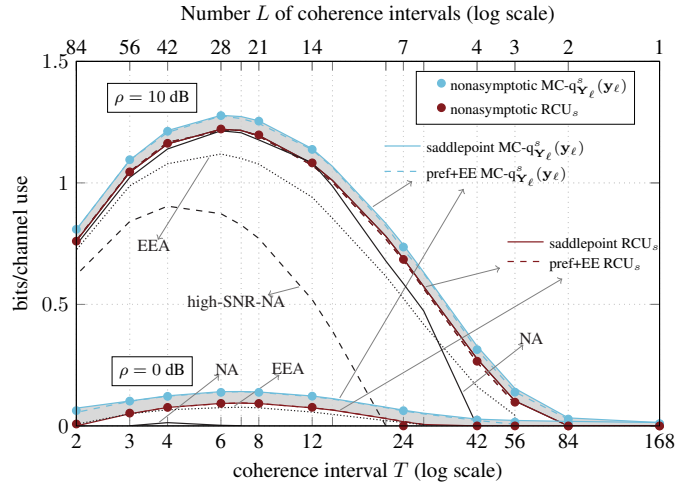 Number L of coherence intervals (log scale)
84 56 42 28 21 14 7 4 3 2 1
1.5
1
0.5
0
bits/channel use
ρ = 10 dB
nonasymptotic MC-q^s_{Y_ℓ}(y_ℓ)
nonasymptotic RCU_s
saddlepoint MC-q^s_{Y_ℓ}(y_ℓ)
pref+EE MC-q^s_{Y_ℓ}(y_ℓ)
EEA
saddlepoint RCU_s
pref+EE RCU_s
high-SNR-NA
NA
ρ = 0 dB
NA
EEA
2 3 4 6 8 12 24 42 56 84 168
coherence interval T (log scale)